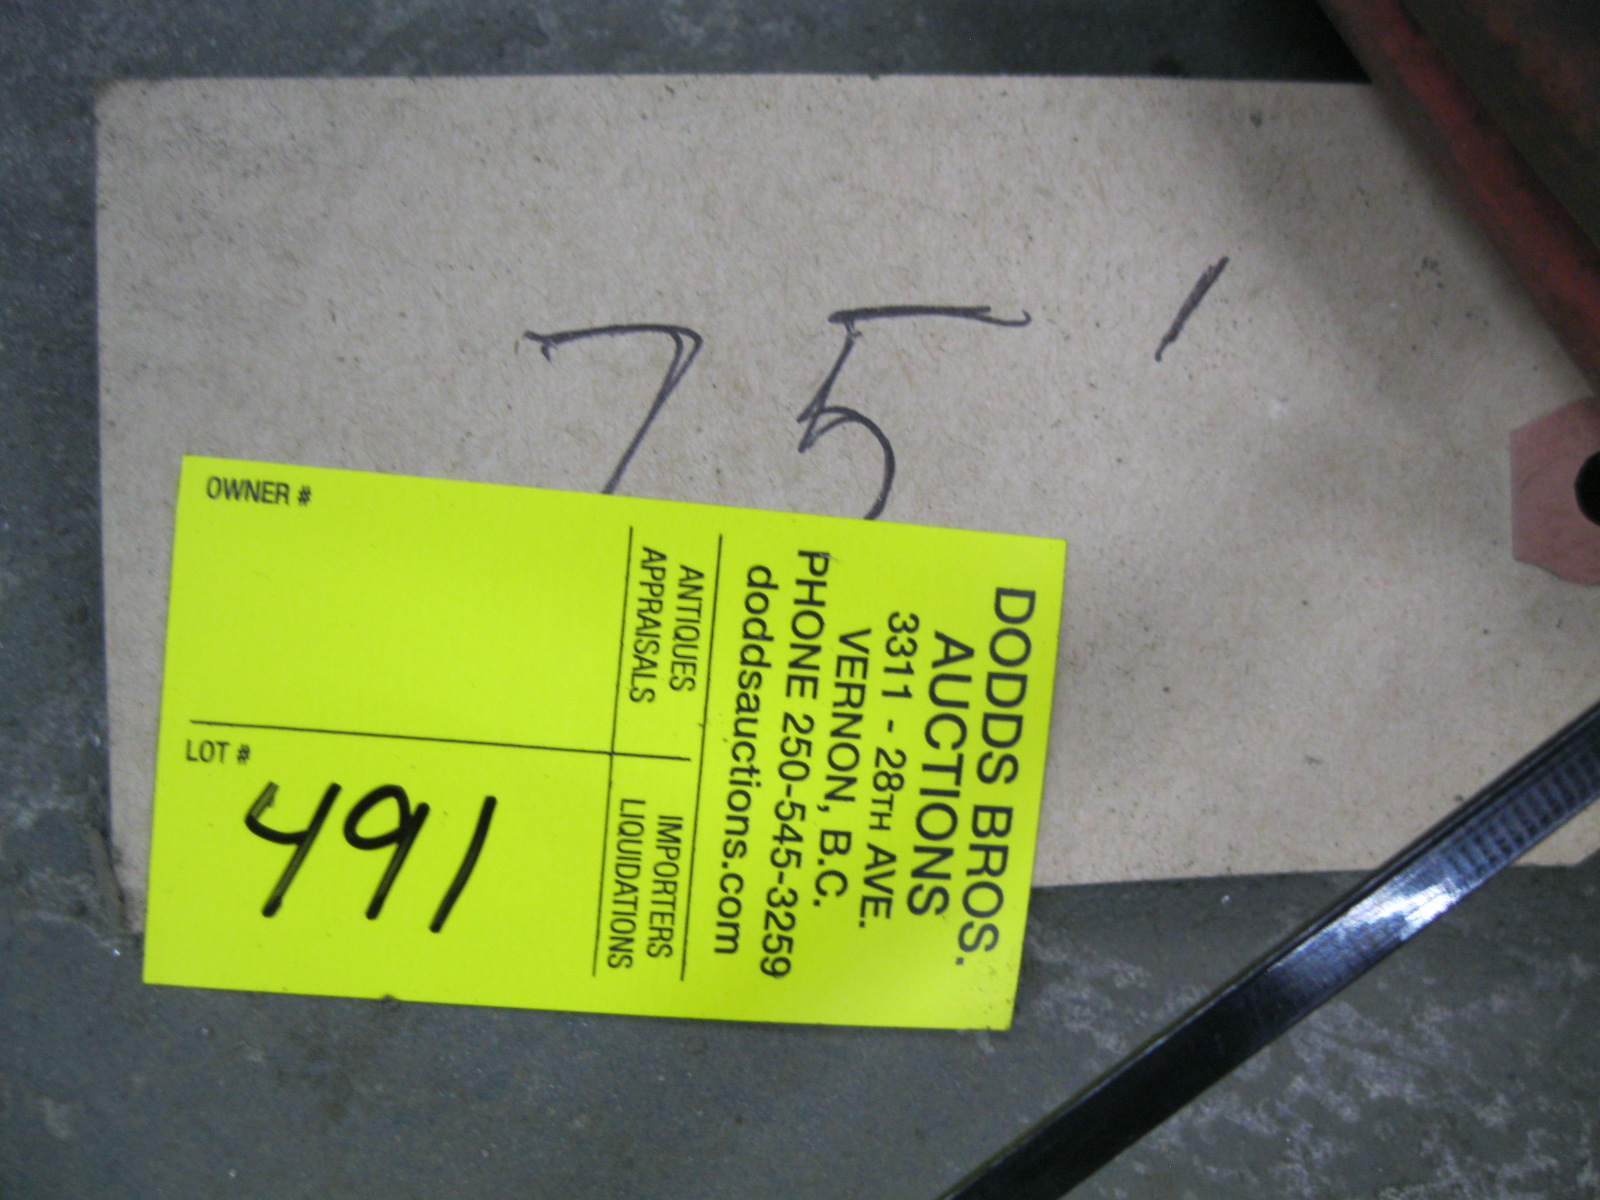 75'
DODDS BROS.
AUCTIONS
3311 - 28TH AVE.
VERNON, B.C.
PHONE 250-545-3259
doddsauctions.com
ANTIQUES
APPRAISALS
IMPORTERS
LIQUIDATIONS
OWNER #
LOT #
491